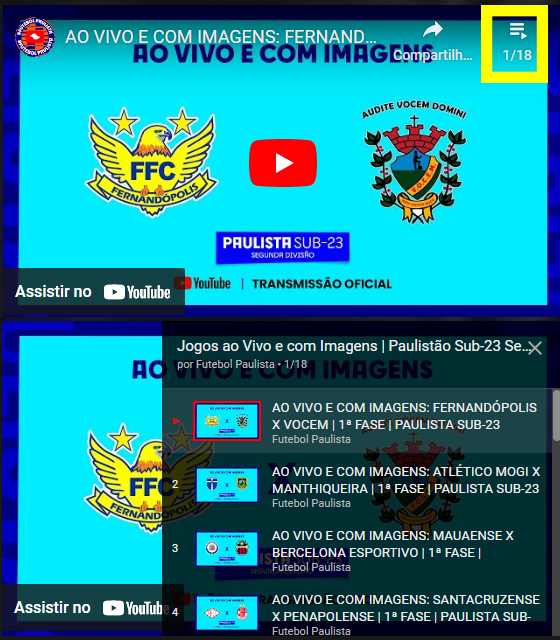 AO VIVO E COM IMAGENS: FERNAND...
Compartilh...
1/18
AO VIVO E COM IMAGENS
FFC
FERNANDÓPOLIS
AUDITE VOCEM DOMINI
VOCEM
PAULISTA SUB-23
SEGUNDA DIVISÃO
YouTube | TRANSMISSÃO OFICIAL
Assistir no YouTube
Jogos ao Vivo e com Imagens | Paulistão Sub-23 Se...
por Futebol Paulista • 1/18
AO VIVO E COM IMAGENS: FERNANDÓPOLIS
X VOCEM | 1ª FASE | PAULISTA SUB-23
Futebol Paulista
2
AO VIVO E COM IMAGENS: ATLÉTICO MOGI X
MANTHIQUEIRA | 1ª FASE | PAULISTA SUB-23
Futebol Paulista
3
AO VIVO E COM IMAGENS: MAUAENSE X
BERCELONA ESPORTIVO | 1ª FASE |
Futebol Paulista
4
AO VIVO E COM IMAGENS: SANTACRUZENSE
X PENAPOLENSE | 1ª FASE | PAULISTA SUB-
Futebol Paulista
FFC
FERNANDÓPOLIS
Assistir no YouTub